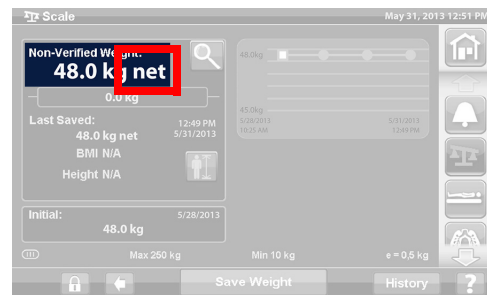 Scale
May 31, 2013 12:51 PM
Non-Verified Weight:
48.0 kg net
0.0 kg
Last Saved:
12:49 PM
48.0 kg net
5/31/2013
BMI N/A
Height N/A
Initial:
5/28/2013
48.0 kg
48.0kg
45.0kg
5/28/2013
5/31/2013
10:25 AM
12:49 PM
Max 250 kg
Min 10 kg
e = 0,5 kg
Save Weight
History
?